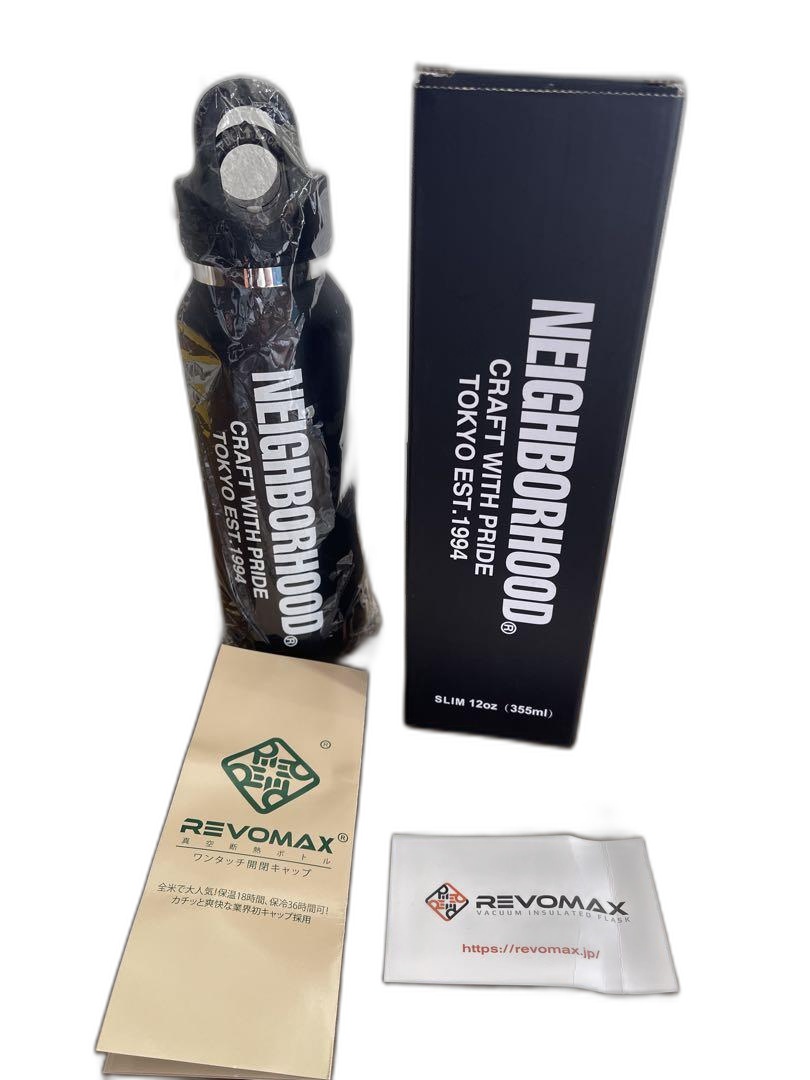 NEIGHBORHOOD®
CRAFT WITH PRIDE
TOKYO EST.1994
NEIGHBORHOOD®
CRAFT WITH PRIDE
TOKYO EST.1994
SLIM 12oz（355ml）
®
REVOMAX®
真空断熱ボトル
ワンタッチ開閉キャップ
全米で大人気!保温18時間、保冷36時間可!
カチッと爽快な業界初キャップ採用
REVOMAX
VACUUM INSULATED FLASK
https://revomax.jp/